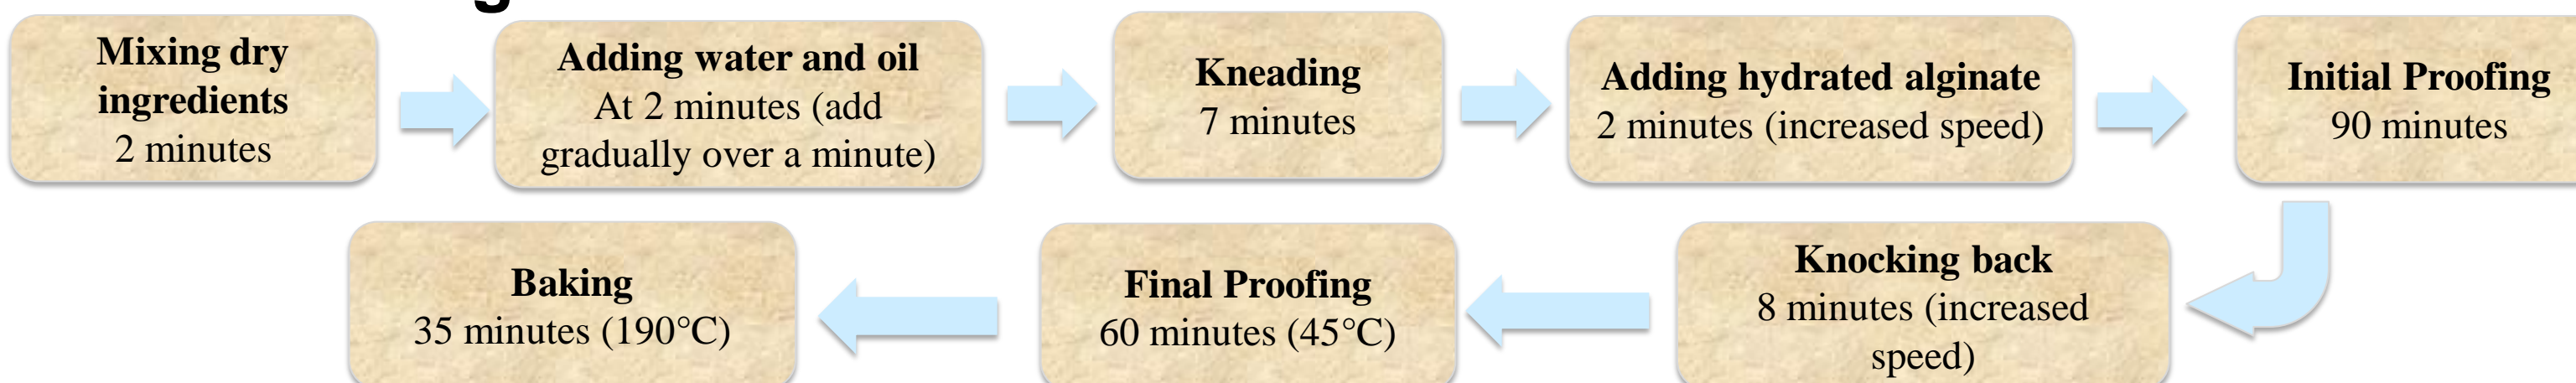 Mixing dry
ingredients
2 minutes
Adding water and oil
At 2 minutes (add
gradually over a minute)
Kneading
7 minutes
Adding hydrated alginate
2 minutes (increased speed)
Initial Proofing
90 minutes
Knocking back
8 minutes (increased
speed)
Final Proofing
60 minutes (45°C)
Baking
35 minutes (190°C)